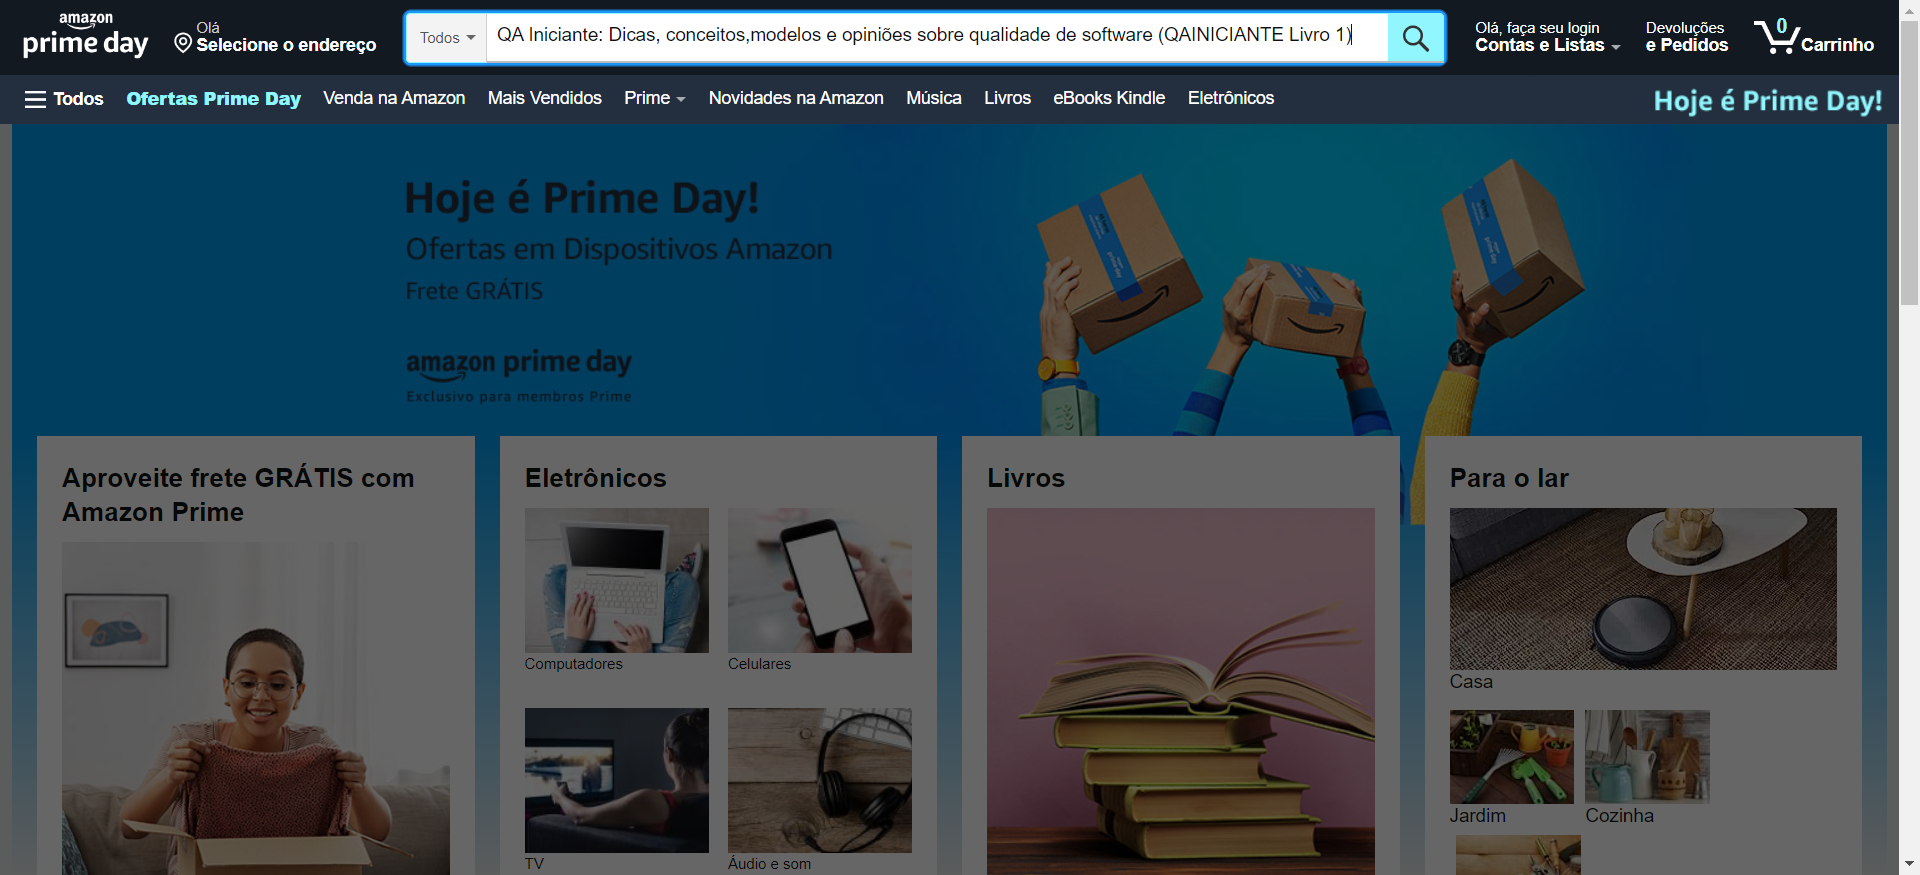 amazon
prime day
Olá
Selecione o endereço
Todos
QA Iniciante: Dicas, conceitos,modelos e opiniões sobre qualidade de software (QAINICIANTE Livro 1)
Olá, faça seu login
Contas e Listas
Devoluções
e Pedidos
0
Carrinho
Todos
Ofertas Prime Day
Venda na Amazon
Mais Vendidos
Prime
Novidades na Amazon
Música
Livros
eBooks Kindle
Eletrônicos
Hoje é Prime Day!
Hoje é Prime Day!
Ofertas em Dispositivos Amazon
Frete GRÁTIS
amazon prime day
Exclusivo para membros Prime
Aproveite frete GRÁTIS com
Amazon Prime
Eletrônicos
Computadores
Celulares
TV
Áudio e som
Livros
Para o lar
Casa
Jardim
Cozinha